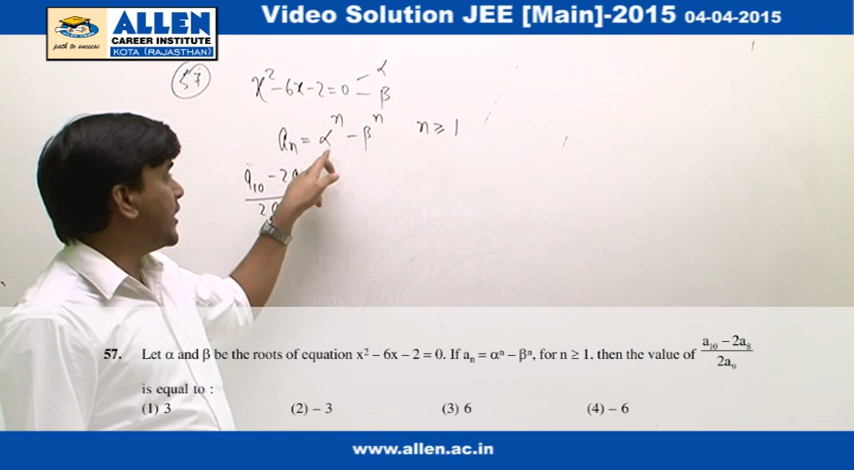 Video Solution JEE [Main]-2015 04-04-2015
ALLEN
CAREER INSTITUTE
KOTA (RAJASTHAN)
path to success
57
x² – 6x – 2 = 0 α
β
aₙ = αⁿ – βⁿ n ≥ 1
a₁₀ – 2a
2a
57. Let α and β be the roots of equation x² – 6x – 2 = 0. If aₙ = αⁿ – βⁿ, for n ≥ 1, then the value of (a₁₀ – 2a₈)/(2a₉)
is equal to :
(1) 3 (2) – 3 (3) 6 (4) – 6
www.allen.ac.in